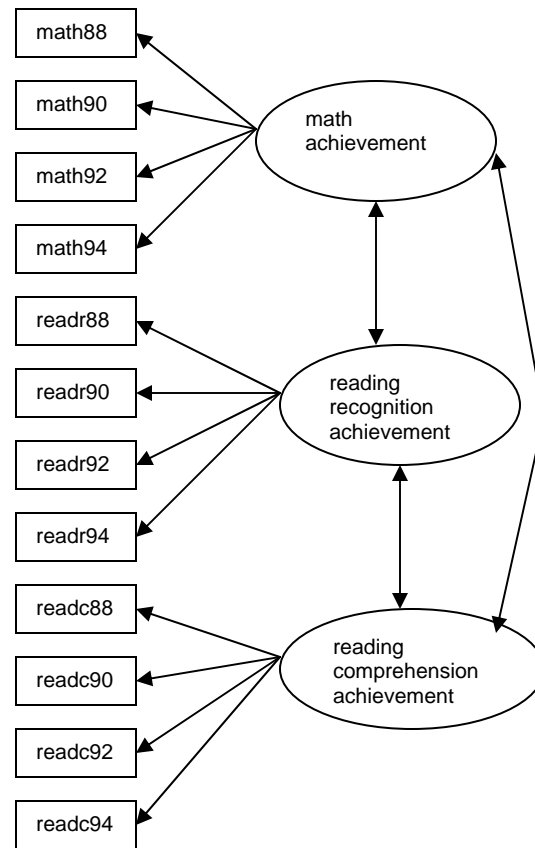 math88
math90
math92
math94
readr88
readr90
readr92
readr94
readc88
readc90
readc92
readc94
math
achievement
reading
recognition
achievement
reading
comprehension
achievement